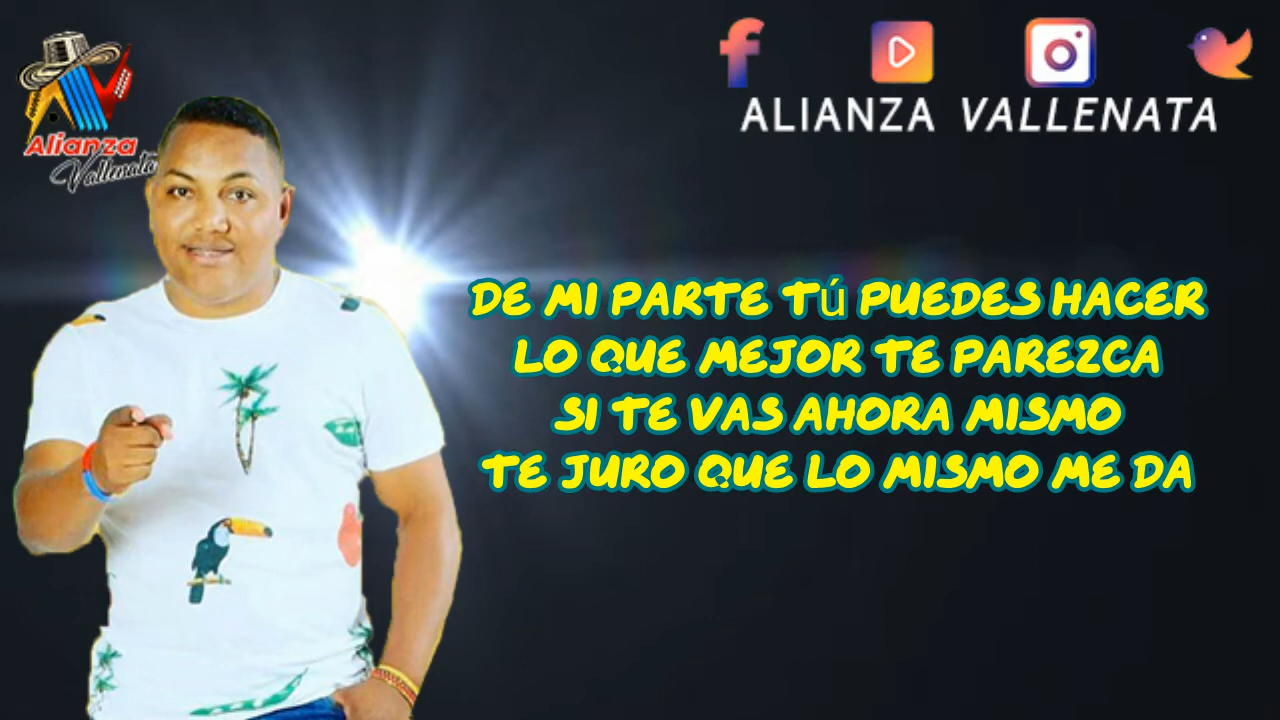 Alianza
Vallenata
ALIANZA VALLENATA
DE MI PARTE TÚ PUEDES HACER
LO QUE MEJOR TE PAREZCA
SI TE VAS AHORA MISMO
TE JURO QUE LO MISMO ME DA